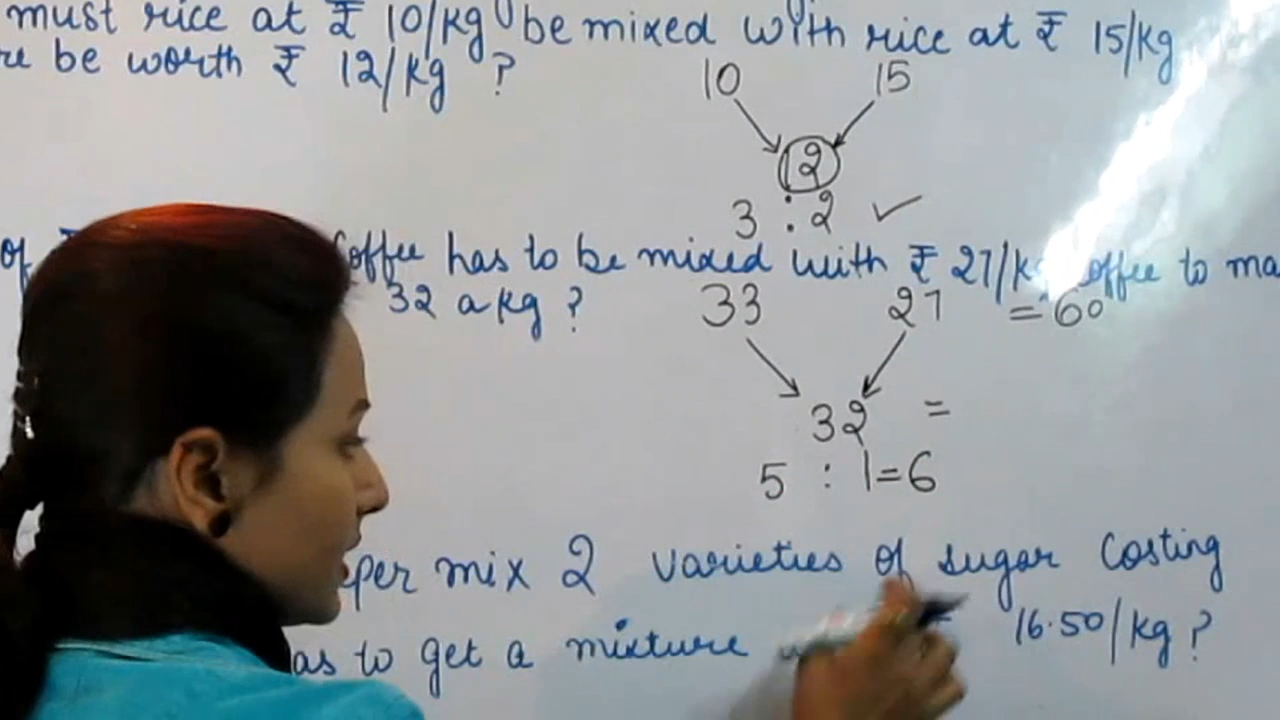 must rice at ₹ 10/kg be mixed with rice at ₹ 15/kg
re be worth ₹ 12/kg ?
10 15
12
3 : 2 ✓
of offee has to be mixed with ₹ 27/kg offee to ma
32 a kg ?
33 27 = 60
32 =
5 : 1 = 6
per mix 2 varieties of sugar costing
as to get a mixture 16.50/kg ?